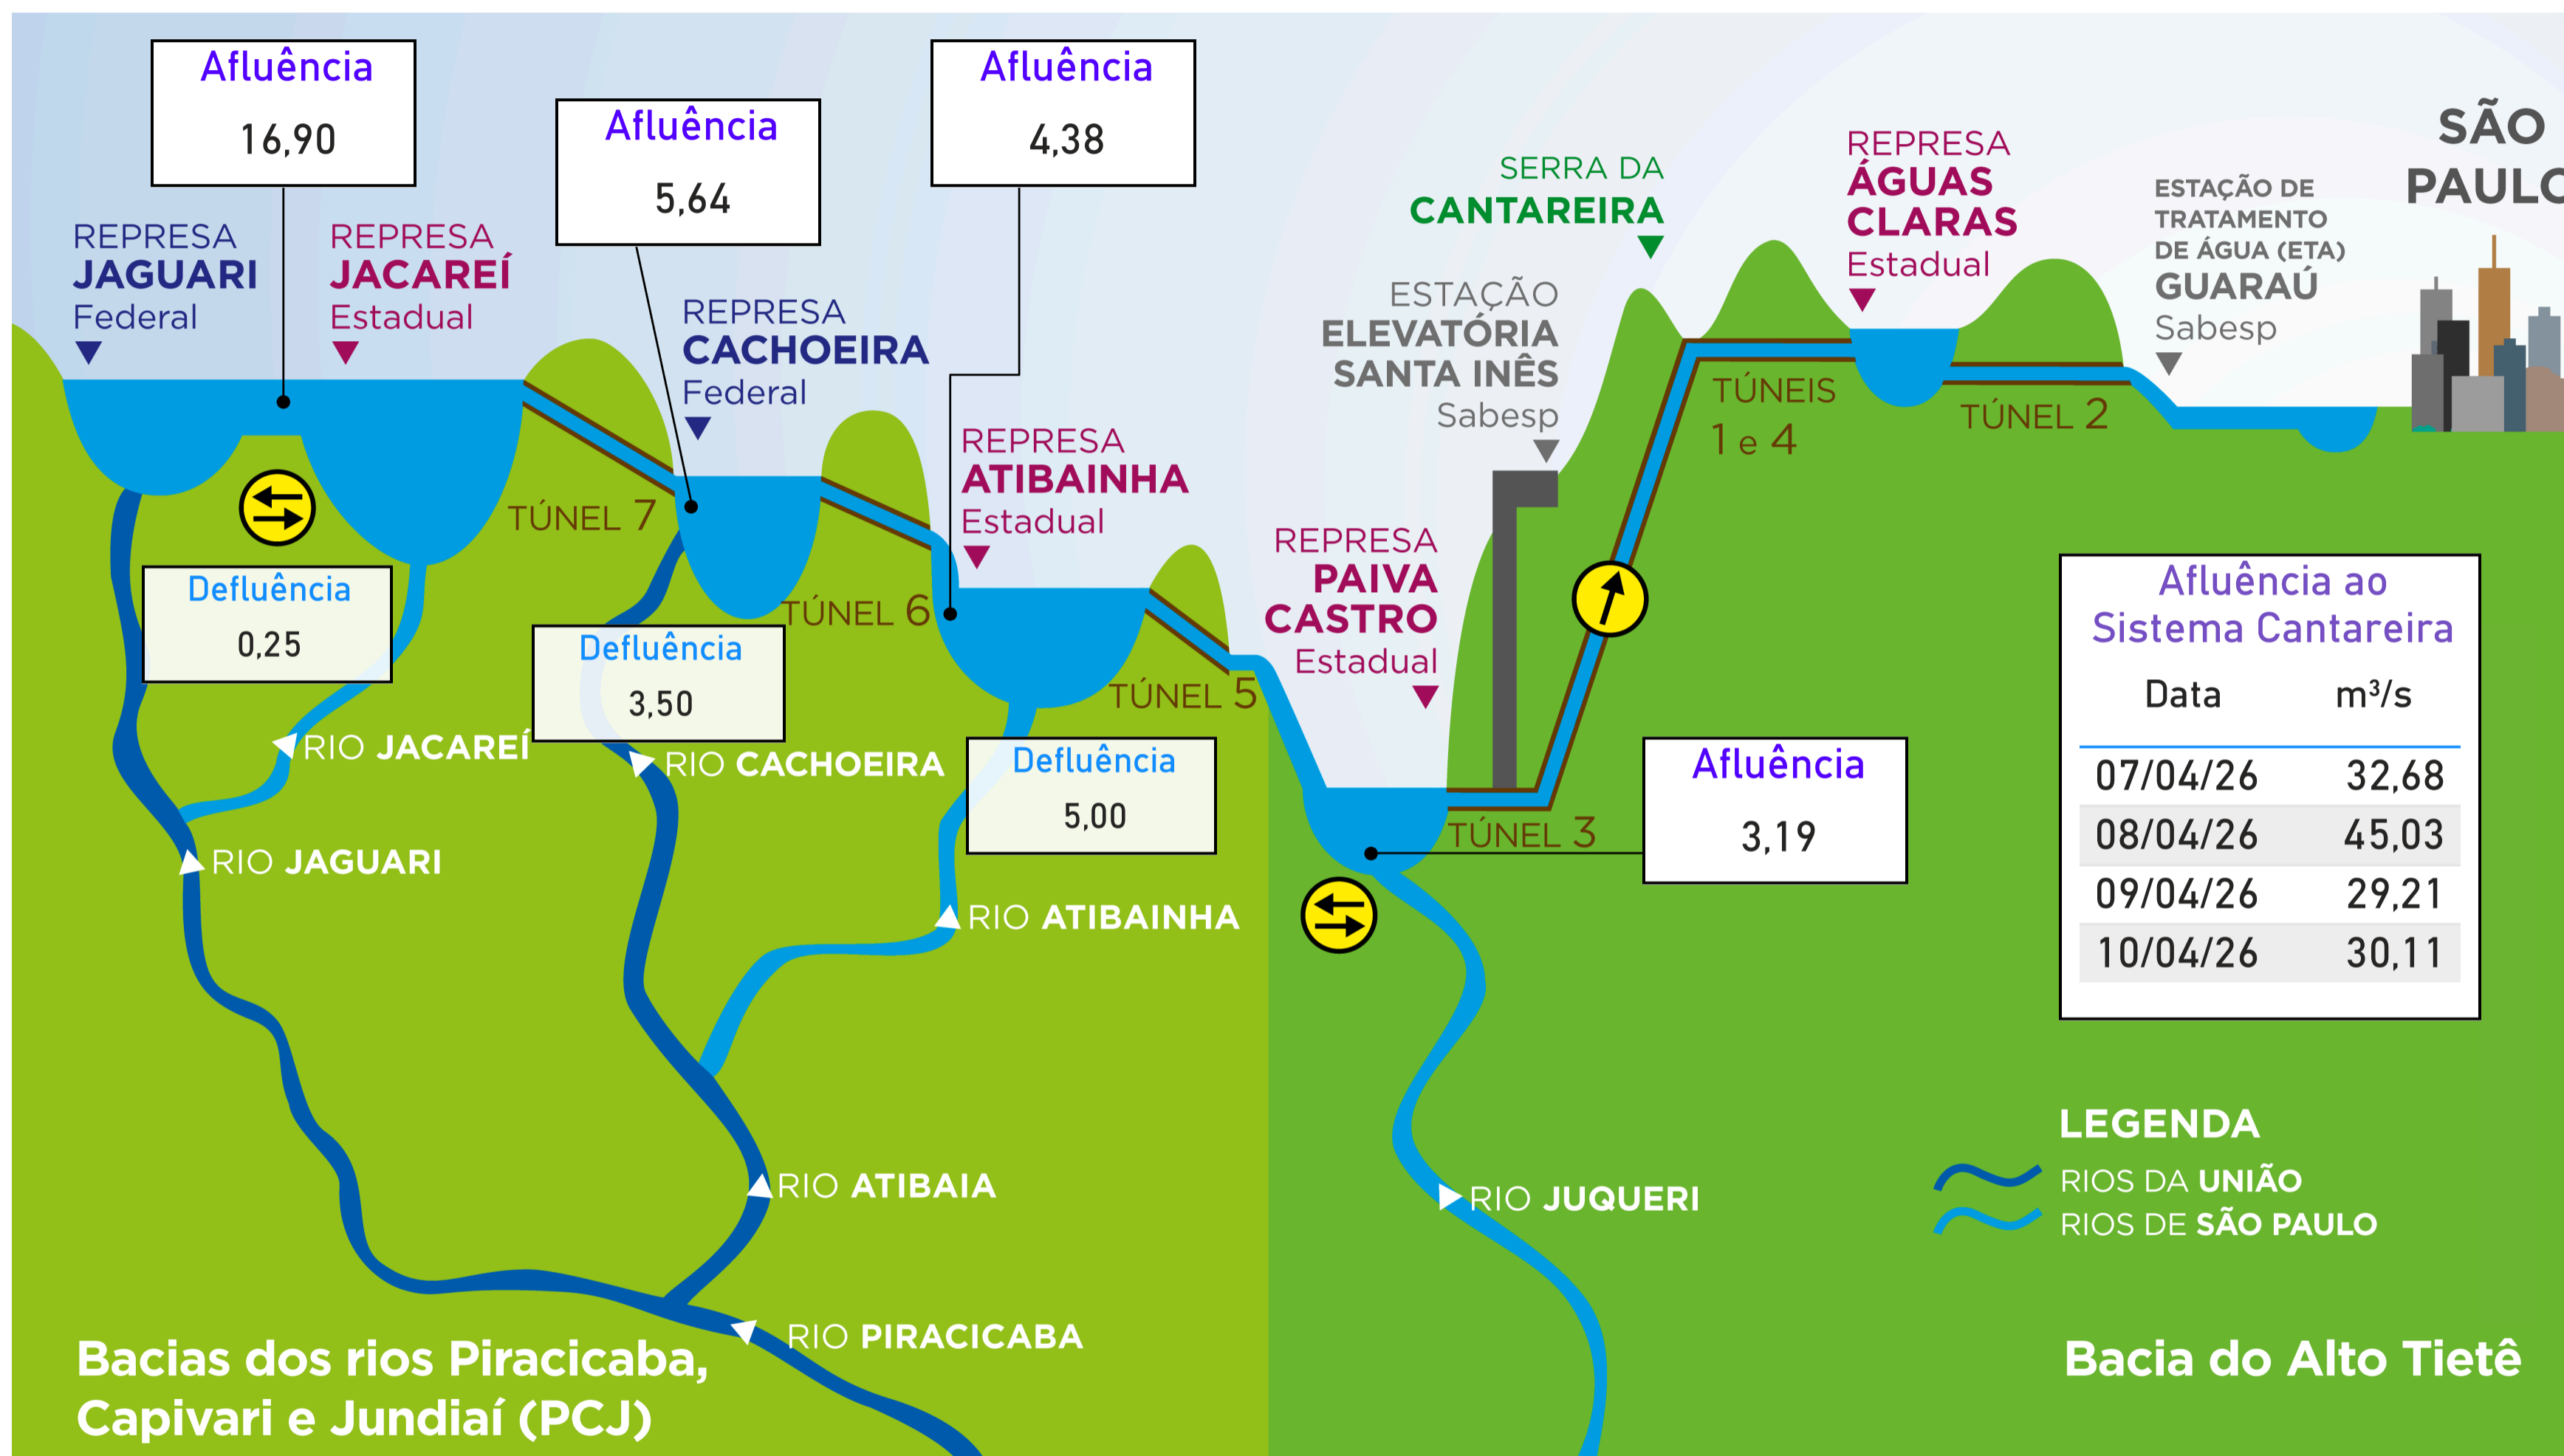 Afluência
16,90
Afluência
5,64
Afluência
4,38
REPRESA
JAGUARI
Federal
REPRESA
JACAREÍ
Estadual
REPRESA
CACHOEIRA
Federal
REPRESA
ATIBAINHA
Estadual
SERRA DA
CANTAREIRA
ESTAÇÃO
ELEVATÓRIA
SANTA INÊS
Sabesp
REPRESA
PAIVA
CASTRO
Estadual
REPRESA
ÁGUAS
CLARAS
Estadual
ESTAÇÃO DE
TRATAMENTO
DE ÁGUA (ETA)
GUARAÚ
Sabesp
SÃO
PAULO
TÚNEL 7
TÚNEL 6
TÚNEL 5
TÚNEL 3
TÚNEIS
1 e 4
TÚNEL 2
Defluência
0,25
Defluência
3,50
Defluência
5,00
Afluência
3,19
RIO JACAREÍ
RIO CACHOEIRA
RIO JAGUARI
RIO ATIBAINHA
RIO ATIBAIA
RIO JUQUERI
RIO PIRACICABA
Afluência ao
Sistema Cantareira
Data m³/s
07/04/26 32,68
08/04/26 45,03
09/04/26 29,21
10/04/26 30,11
LEGENDA
RIOS DA UNIÃO
RIOS DE SÃO PAULO
Bacias dos rios Piracicaba,
Capivari e Jundiaí (PCJ)
Bacia do Alto Tietê